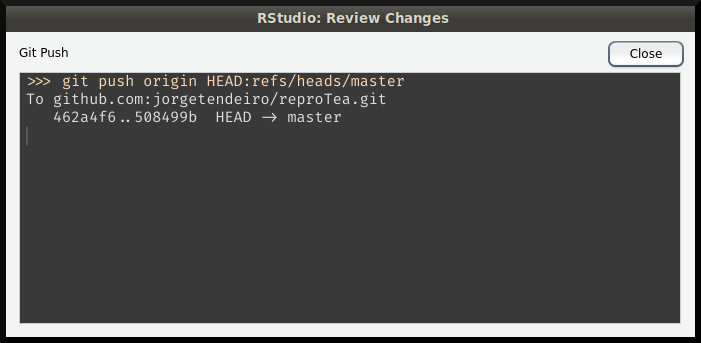 RStudio: Review Changes
Git Push
Close
>>> git push origin HEAD:refs/heads/master
To github.com:jorgetendeiro/reproTea.git
462a4f6..508499b HEAD -> master